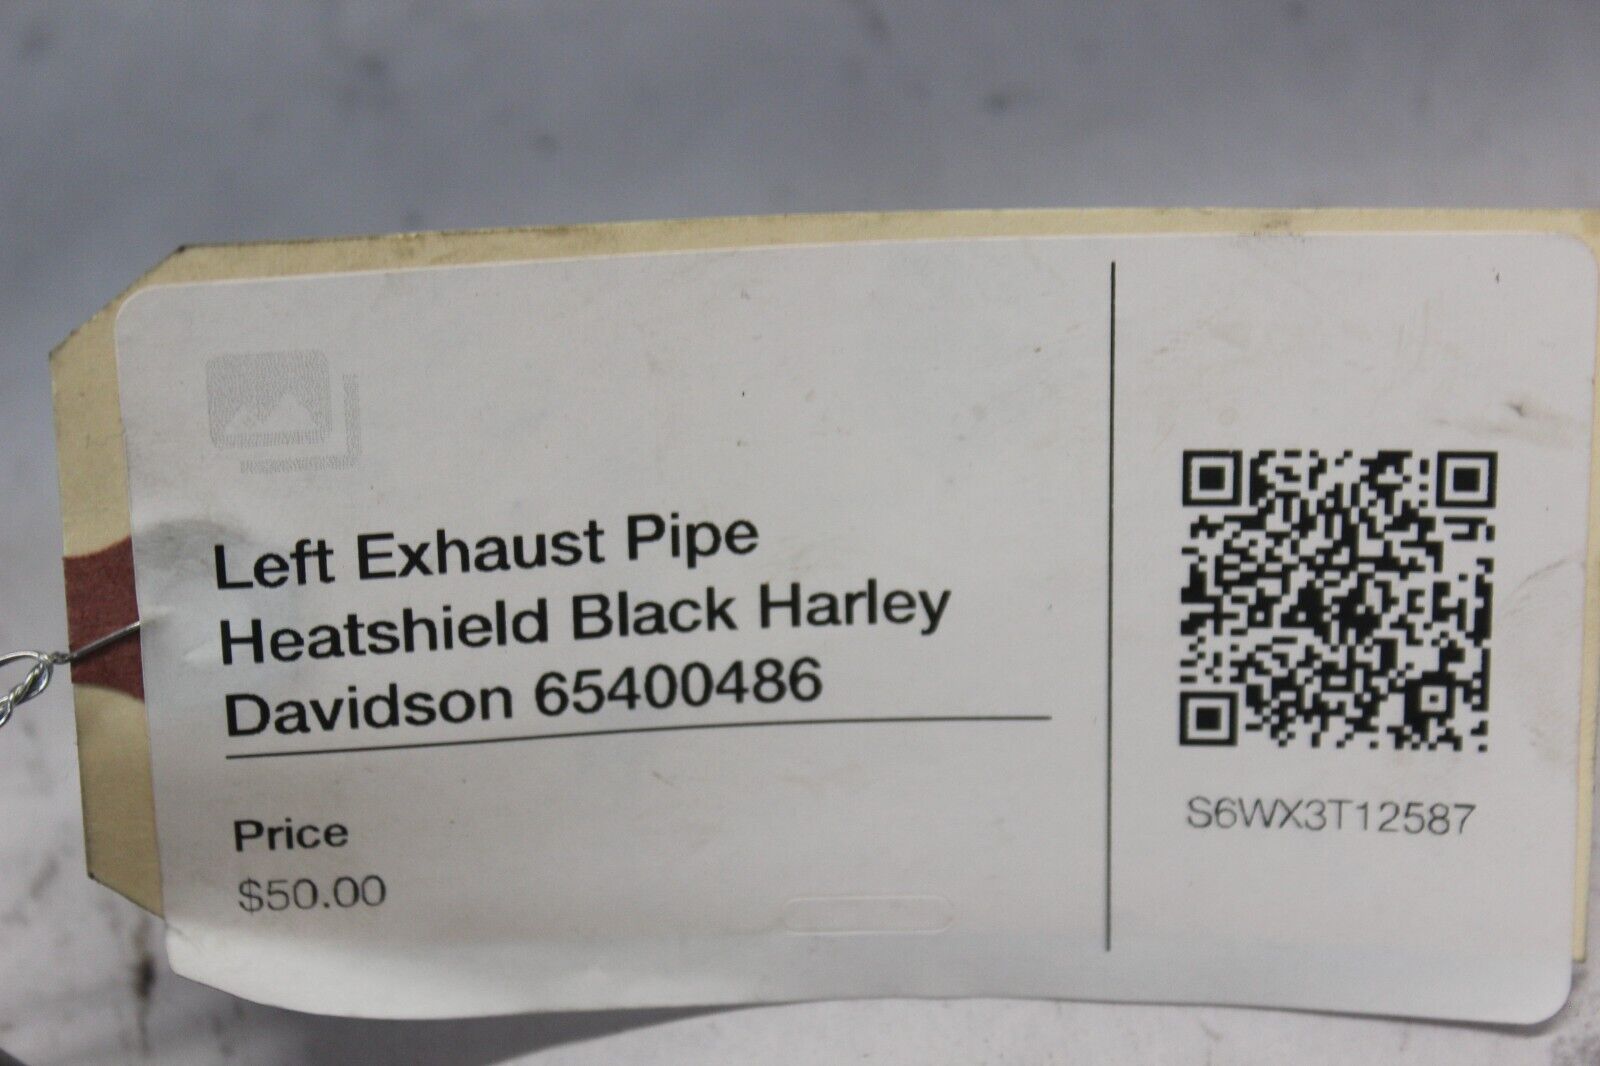 Left Exhaust Pipe
Heatshield Black Harley
Davidson 65400486
Price
$50.00
S6WX3T12587